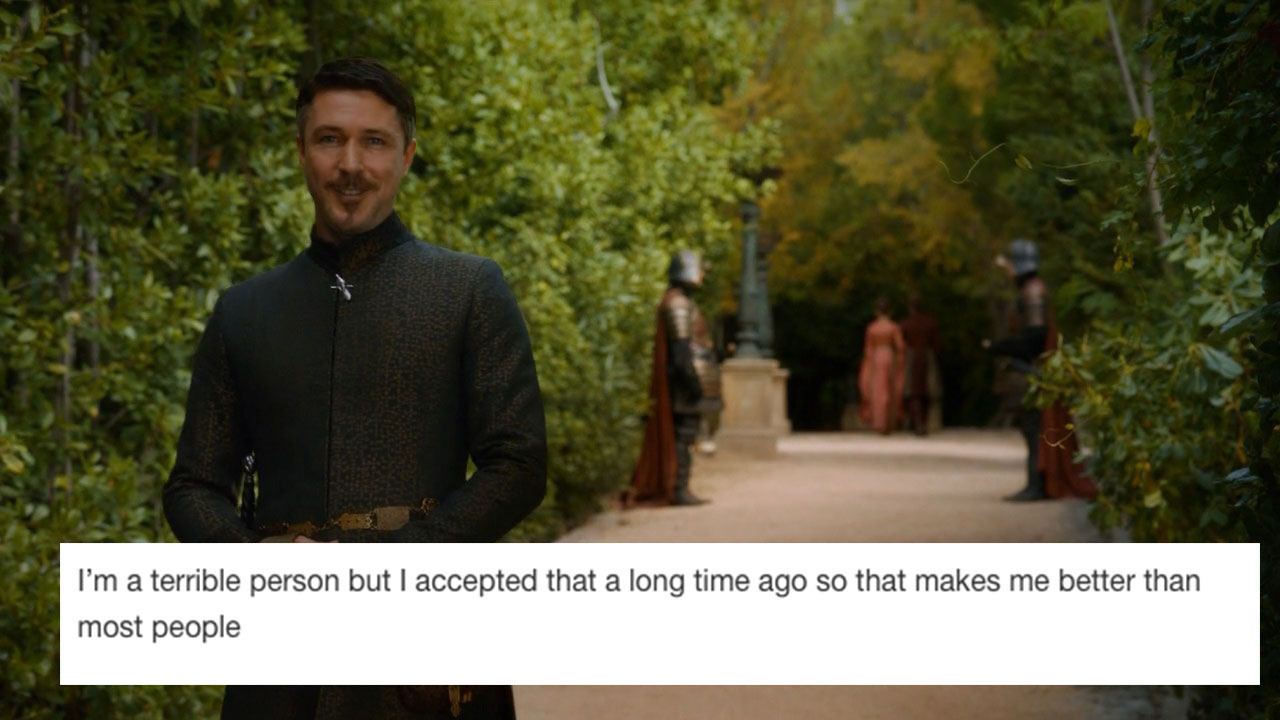 I’m a terrible person but I accepted that a long time ago so that makes me better than
most people